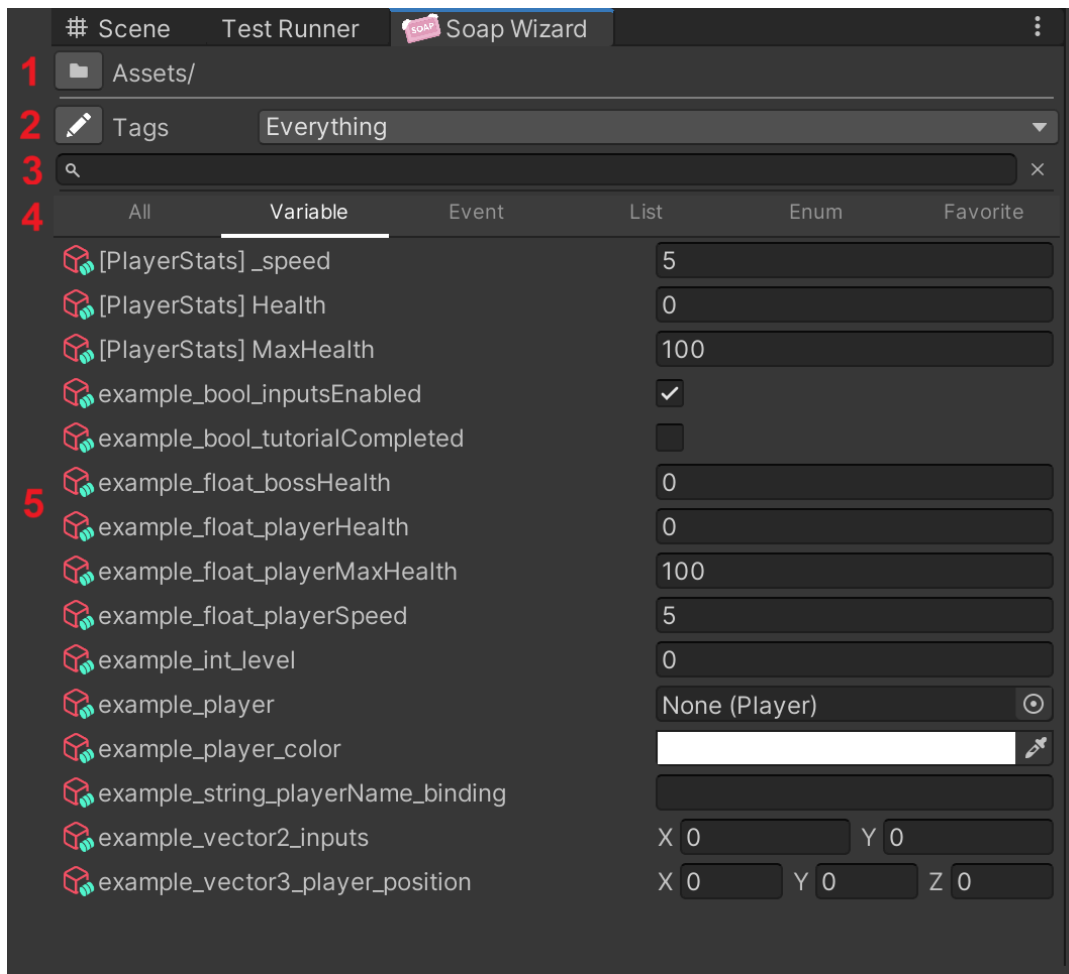 Scene Test Runner SOAP Soap Wizard
1 Assets/
2 Tags Everything
3
4 All Variable Event List Enum Favorite
[PlayerStats] _speed 5
[PlayerStats] Health 0
[PlayerStats] MaxHealth 100
example_bool_inputsEnabled
example_bool_tutorialCompleted
5 example_float_bossHealth 0
example_float_playerHealth 0
example_float_playerMaxHealth 100
example_float_playerSpeed 5
example_int_level 0
example_player None (Player)
example_player_color
example_string_playerName_binding
example_vector2_inputs X 0 Y 0
example_vector3_player_position X 0 Y 0 Z 0